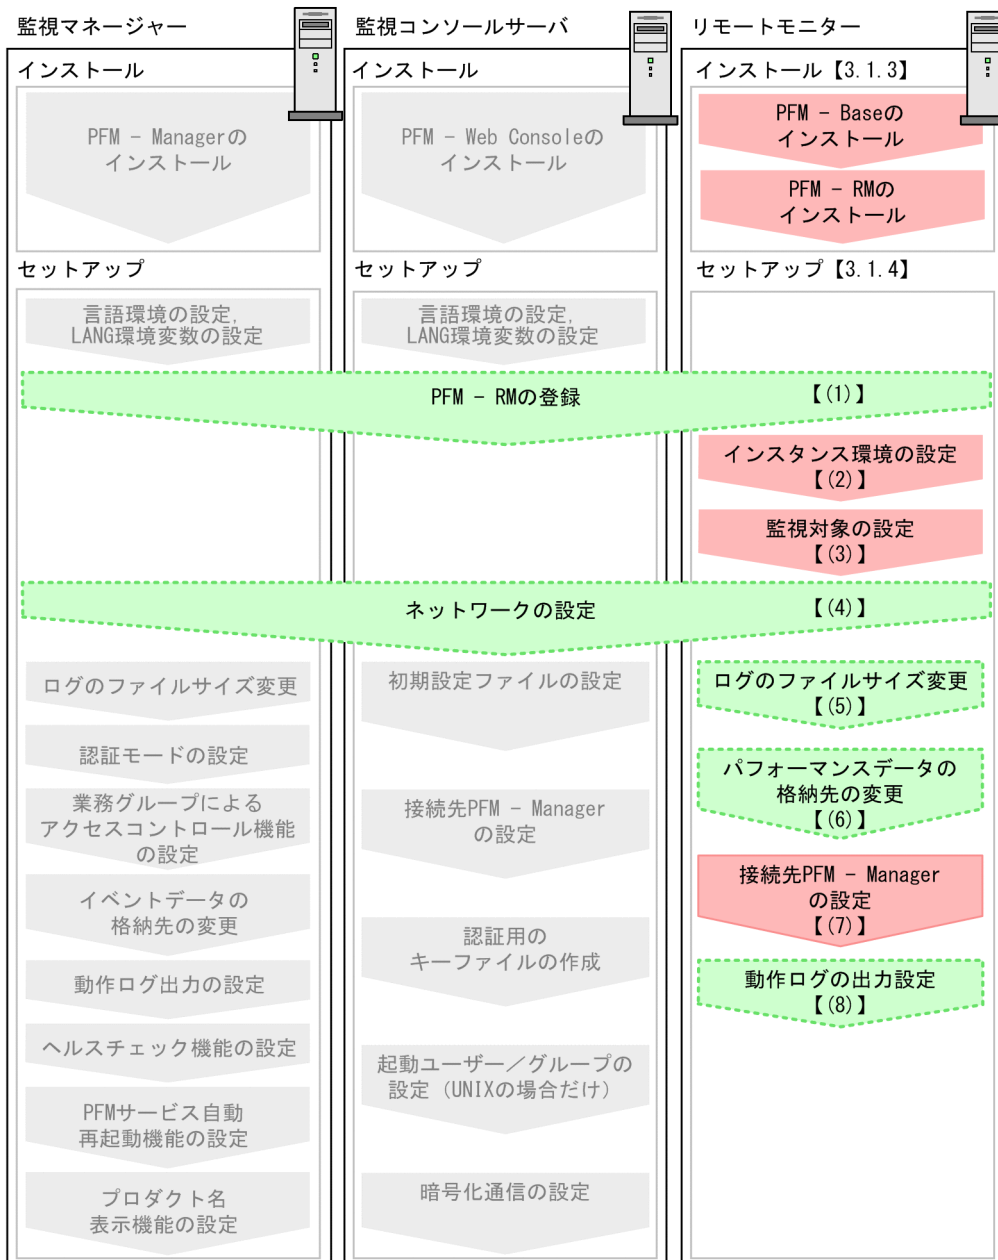 監視マネージャー
インストール
PFM - Managerの
インストール
セットアップ
言語環境の設定,
LANG環境変数の設定
監視コンソールサーバ
インストール
PFM - Web Consoleの
インストール
セットアップ
言語環境の設定,
LANG環境変数の設定
リモートモニター
インストール【3.1.3】
PFM - Baseの
インストール
PFM - RMの
インストール
セットアップ【3.1.4】
PFM - RMの登録 【(1)】
インスタンス環境の設定
【(2)】
監視対象の設定
【(3)】
ネットワークの設定 【(4)】
ログのファイルサイズ変更
認証モードの設定
業務グループによる
アクセスコントロール機能
の設定
イベントデータの
格納先の変更
動作ログ出力の設定
ヘルスチェック機能の設定
PFMサービス自動
再起動機能の設定
プロダクト名
表示機能の設定
初期設定ファイルの設定
接続先PFM - Manager
の設定
認証用の
キーファイルの作成
起動ユーザー／グループの
設定（UNIXの場合だけ）
暗号化通信の設定
ログのファイルサイズ変更
【(5)】
パフォーマンスデータの
格納先の変更
【(6)】
接続先PFM - Manager
の設定
【(7)】
動作ログの出力設定
【(8)】